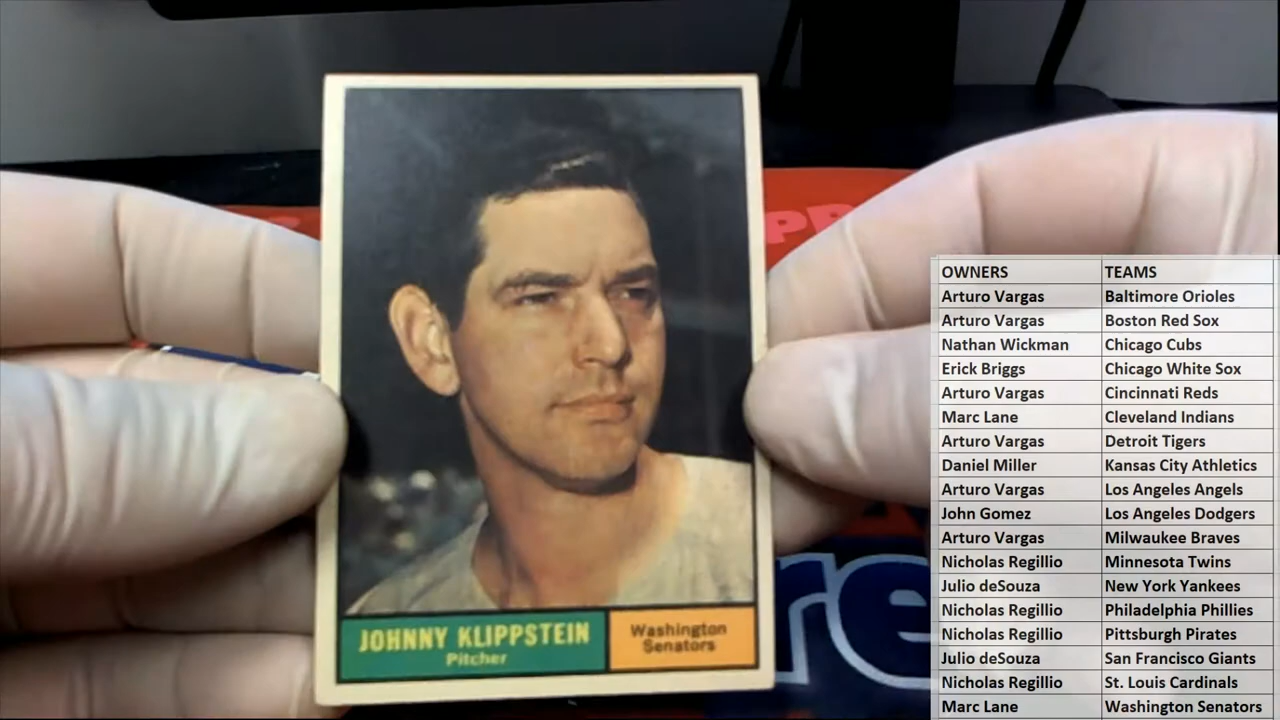 JOHNNY KLIPPSTEIN
Pitcher
Washington
Senators
re
OWNERS TEAMS
Arturo Vargas Baltimore Orioles
Arturo Vargas Boston Red Sox
Nathan Wickman Chicago Cubs
Erick Briggs Chicago White Sox
Arturo Vargas Cincinnati Reds
Marc Lane Cleveland Indians
Arturo Vargas Detroit Tigers
Daniel Miller Kansas City Athletics
Arturo Vargas Los Angeles Angels
John Gomez Los Angeles Dodgers
Arturo Vargas Milwaukee Braves
Nicholas Regillio Minnesota Twins
Julio deSouza New York Yankees
Nicholas Regillio Philadelphia Phillies
Nicholas Regillio Pittsburgh Pirates
Julio deSouza San Francisco Giants
Nicholas Regillio St. Louis Cardinals
Marc Lane Washington Senators